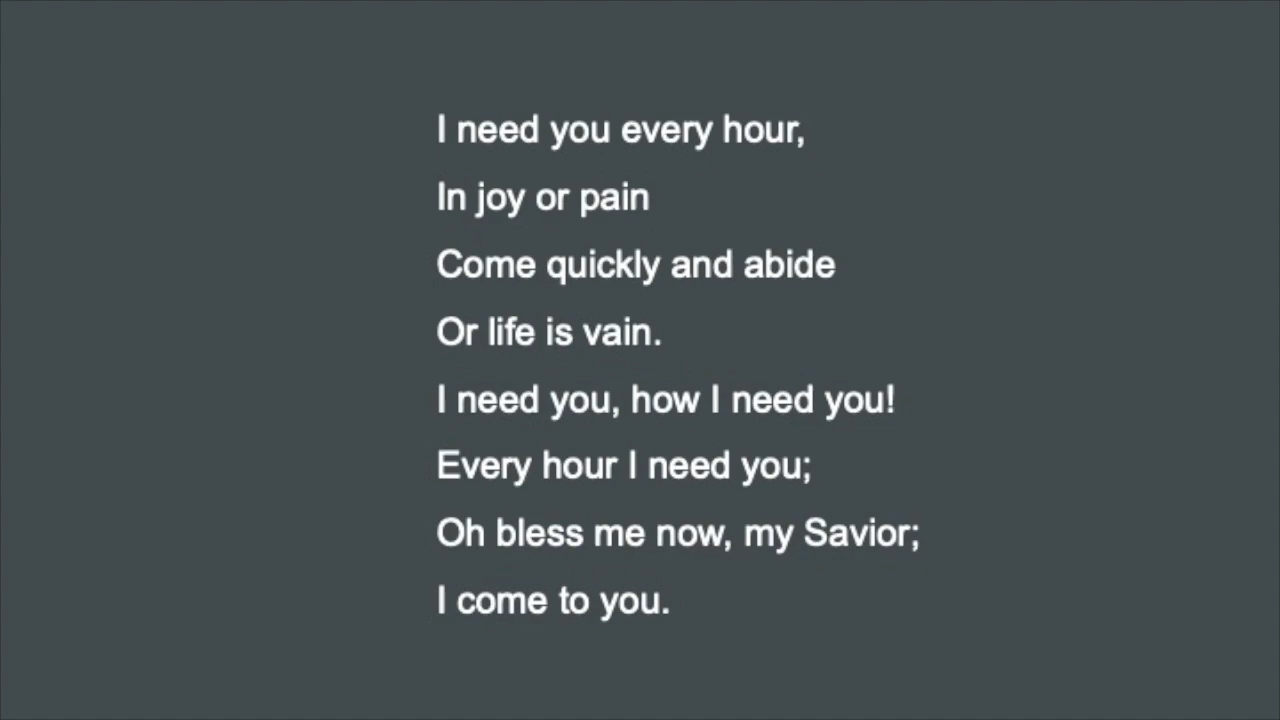 I need you every hour,
In joy or pain
Come quickly and abide
Or life is vain.
I need you, how I need you!
Every hour I need you;
Oh bless me now, my Savior;
I come to you.